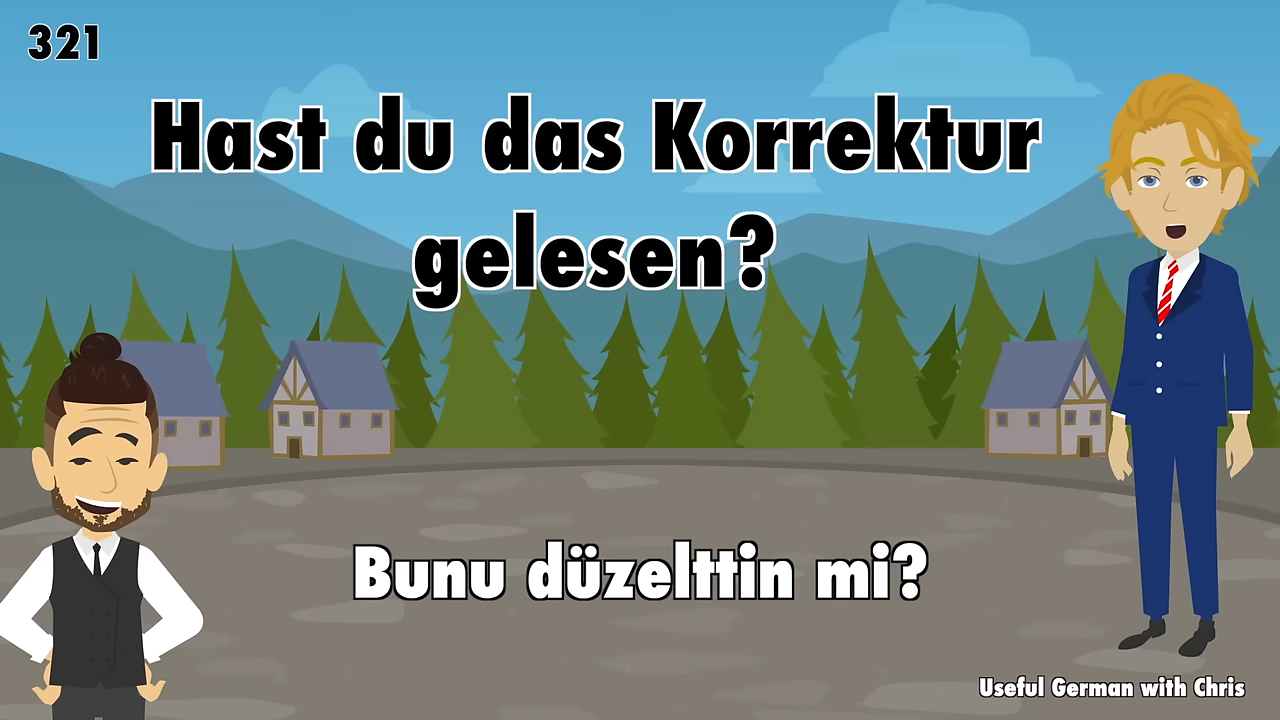 321
Hast du das Korrektur
gelesen?
Bunu düzelttin mi?
Useful German with Chris